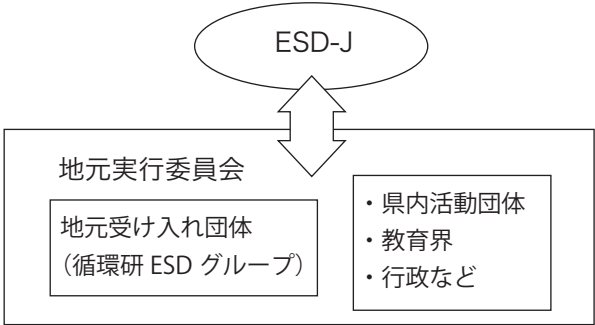 ESD-J
地元実行委員会
地元受け入れ団体
（循環研 ESD グループ）
・県内活動団体
・教育界
・行政など